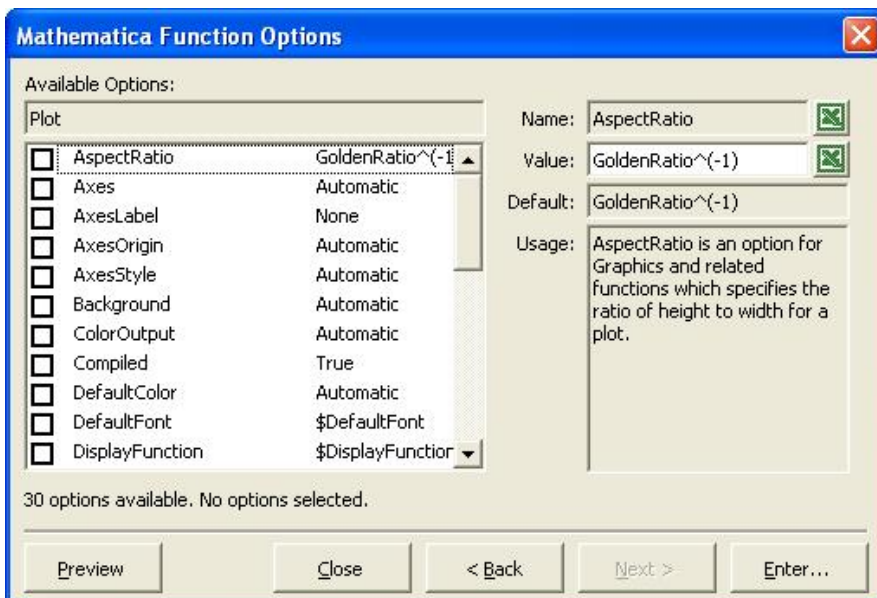 Mathematica Function Options
Available Options:
Plot
AspectRatio GoldenRatio^(-1
Axes Automatic
AxesLabel None
AxesOrigin Automatic
AxesStyle Automatic
Background Automatic
ColorOutput Automatic
Compiled True
DefaultColor Automatic
DefaultFont $DefaultFont
DisplayFunction $DisplayFunction
Name: AspectRatio
Value: GoldenRatio^(-1)
Default: GoldenRatio^(-1)
Usage: AspectRatio is an option for
Graphics and related
functions which specifies the
ratio of height to width for a
plot.
30 options available. No options selected.
Preview Close < Back Next > Enter...